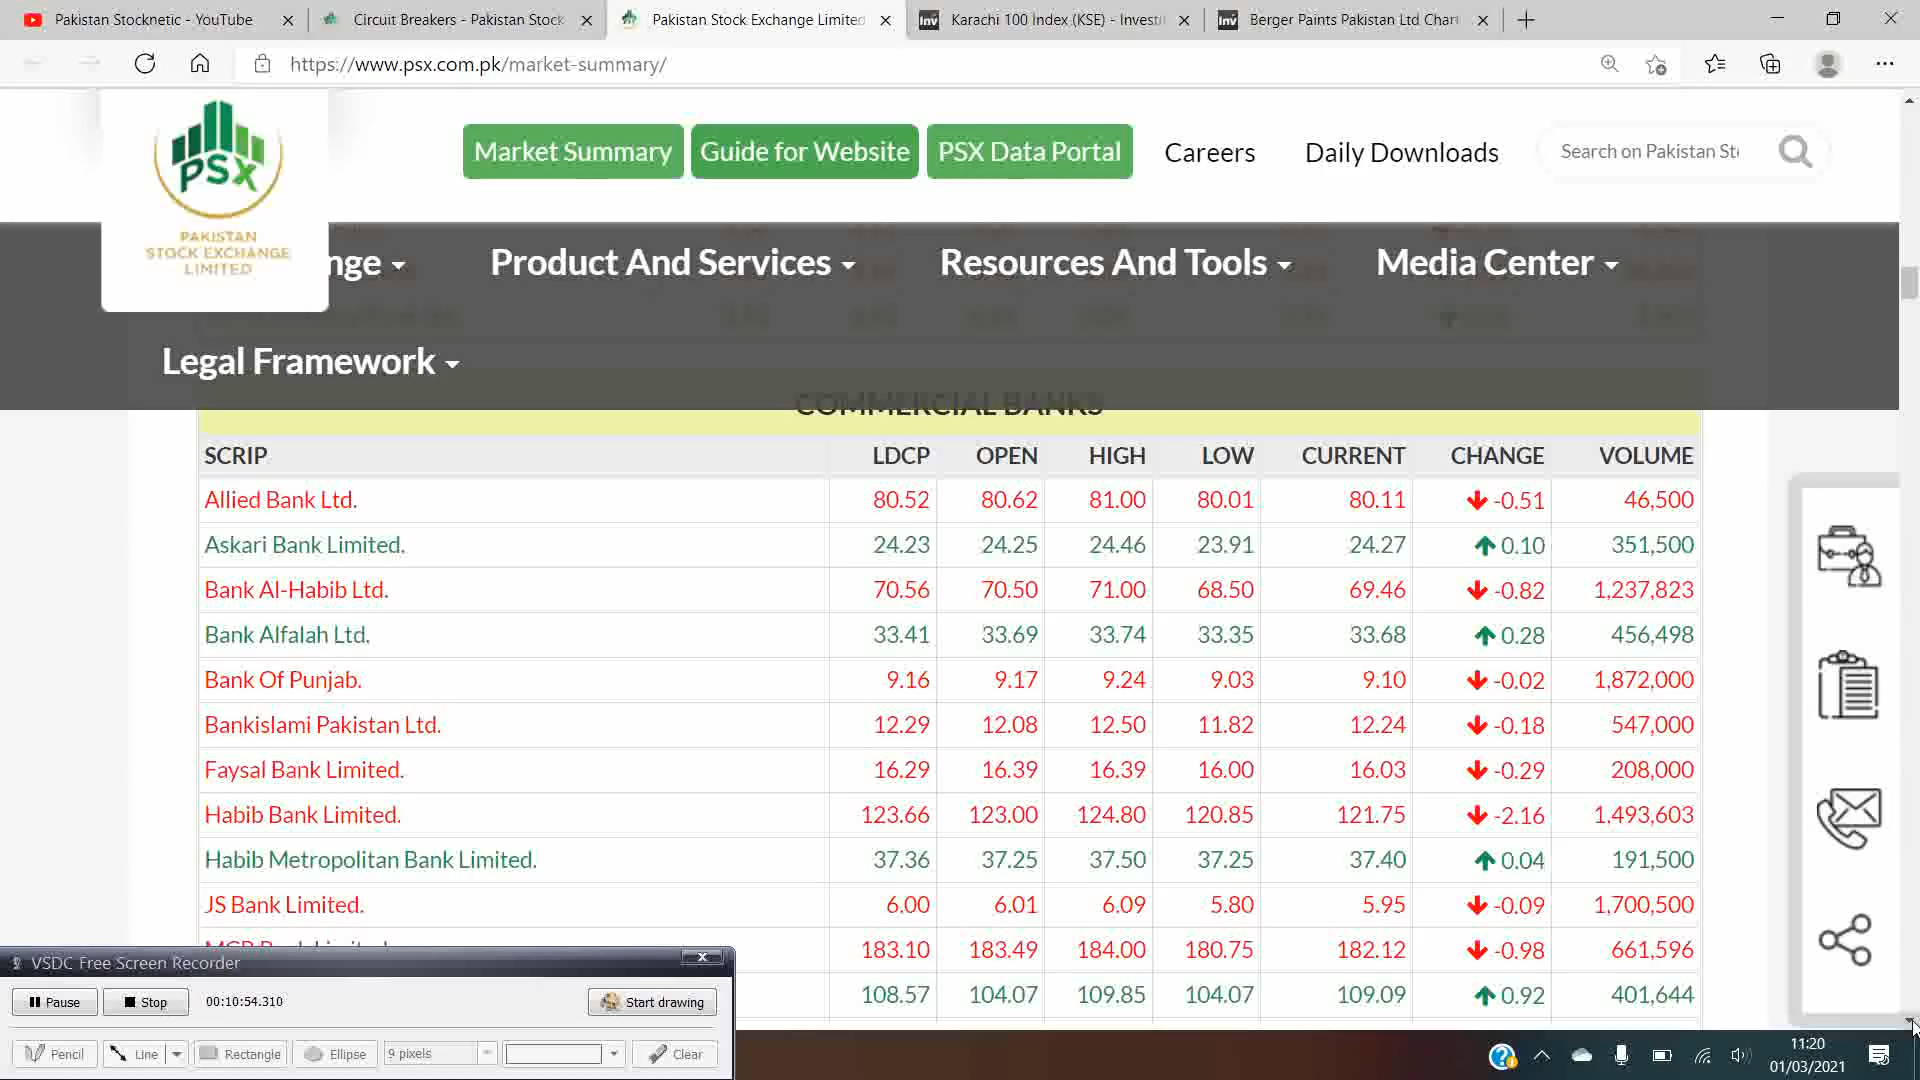 Pakistan Stocknetic - YouTube
Circuit Breakers - Pakistan Stock
Pakistan Stock Exchange Limited
Karachi 100 Index (KSE) - Investi
Berger Paints Pakistan Ltd Chart
https://www.psx.com.pk/market-summary/
PSX
PAKISTAN
STOCK EXCHANGE
LIMITED
Market Summary
Guide for Website
PSX Data Portal
Careers
Daily Downloads
Search on Pakistan Sto
nge
Product And Services
Resources And Tools
Media Center
Legal Framework
COMMERCIAL BANKS
SCRIP LDCP OPEN HIGH LOW CURRENT CHANGE VOLUME
Allied Bank Ltd. 80.52 80.62 81.00 80.01 80.11 -0.51 46,500
Askari Bank Limited. 24.23 24.25 24.46 23.91 24.27 0.10 351,500
Bank Al-Habib Ltd. 70.56 70.50 71.00 68.50 69.46 -0.82 1,237,823
Bank Alfalah Ltd. 33.41 33.69 33.74 33.35 33.68 0.28 456,498
Bank Of Punjab. 9.16 9.17 9.24 9.03 9.10 -0.02 1,872,000
Bankislami Pakistan Ltd. 12.29 12.08 12.50 11.82 12.24 -0.18 547,000
Faysal Bank Limited. 16.29 16.39 16.39 16.00 16.03 -0.29 208,000
Habib Bank Limited. 123.66 123.00 124.80 120.85 121.75 -2.16 1,493,603
Habib Metropolitan Bank Limited. 37.36 37.25 37.50 37.25 37.40 0.04 191,500
JS Bank Limited. 6.00 6.01 6.09 5.80 5.95 -0.09 1,700,500
MCB Bank Limited. 183.10 183.49 184.00 180.75 182.12 -0.98 661,596
108.57 104.07 109.85 104.07 109.09 0.92 401,644
VSDC Free Screen Recorder
Pause
Stop
00:10:54.310
Start drawing
Pencil
Line
Rectangle
Ellipse
9 pixels
Clear
11:20
01/03/2021